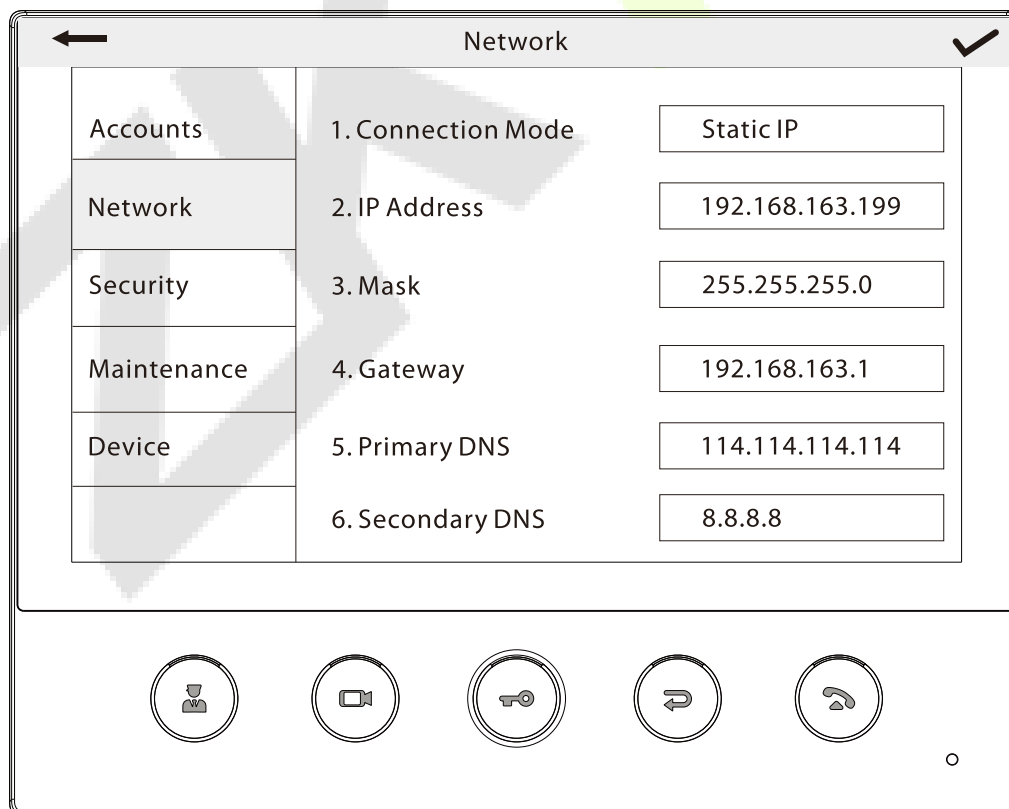 Network
Accounts
Network
Security
Maintenance
Device
1. Connection Mode
Static IP
2. IP Address
192.168.163.199
3. Mask
255.255.255.0
4. Gateway
192.168.163.1
5. Primary DNS
114.114.114.114
6. Secondary DNS
8.8.8.8